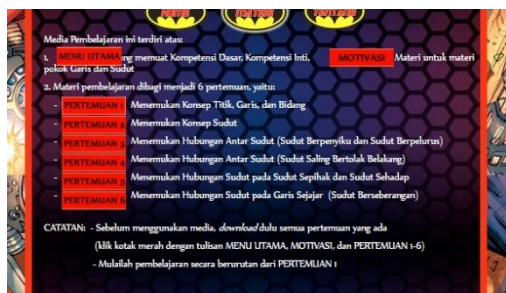 Media Pembelajaran ini terdiri atas:
1. MENU UTAMA ng memuat Kompetensi Dasar, Kompetensi Inti, MOTIVASI Materi untuk materi
pokok Garis dan Sudut
2. Materi pembelajaran dibagi menjadi 6 pertemuan, yaitu:
- PERTEMUAN 1 Menemukan Konsep Titik, Garis, dan Bidang
- PERTEMUAN 2 Menemukan Konsep Sudut
- PERTEMUAN 3 Menemukan Hubungan Antar Sudut (Sudut Berpenyiku dan Sudut Berpelurus)
- PERTEMUAN 4 Menemukan Hubungan Antar Sudut (Sudut Saling Bertolak Belakang)
- PERTEMUAN 5 Menemukan Hubungan Sudut pada Sudut Sepihak dan Sudut Sehadap
- PERTEMUAN 6 Menemukan Hubungan Sudut pada Garis Sejajar (Sudut Berseberangan)
CATATAN: - Sebelum menggunakan media, download dulu semua pertemuan yang ada
(klik kotak merah dengan tulisan MENU UTAMA, MOTIVASI, dan PERTEMUAN 1-6)
- Mulailah pembelajaran secara berurutan dari PERTEMUAN 1